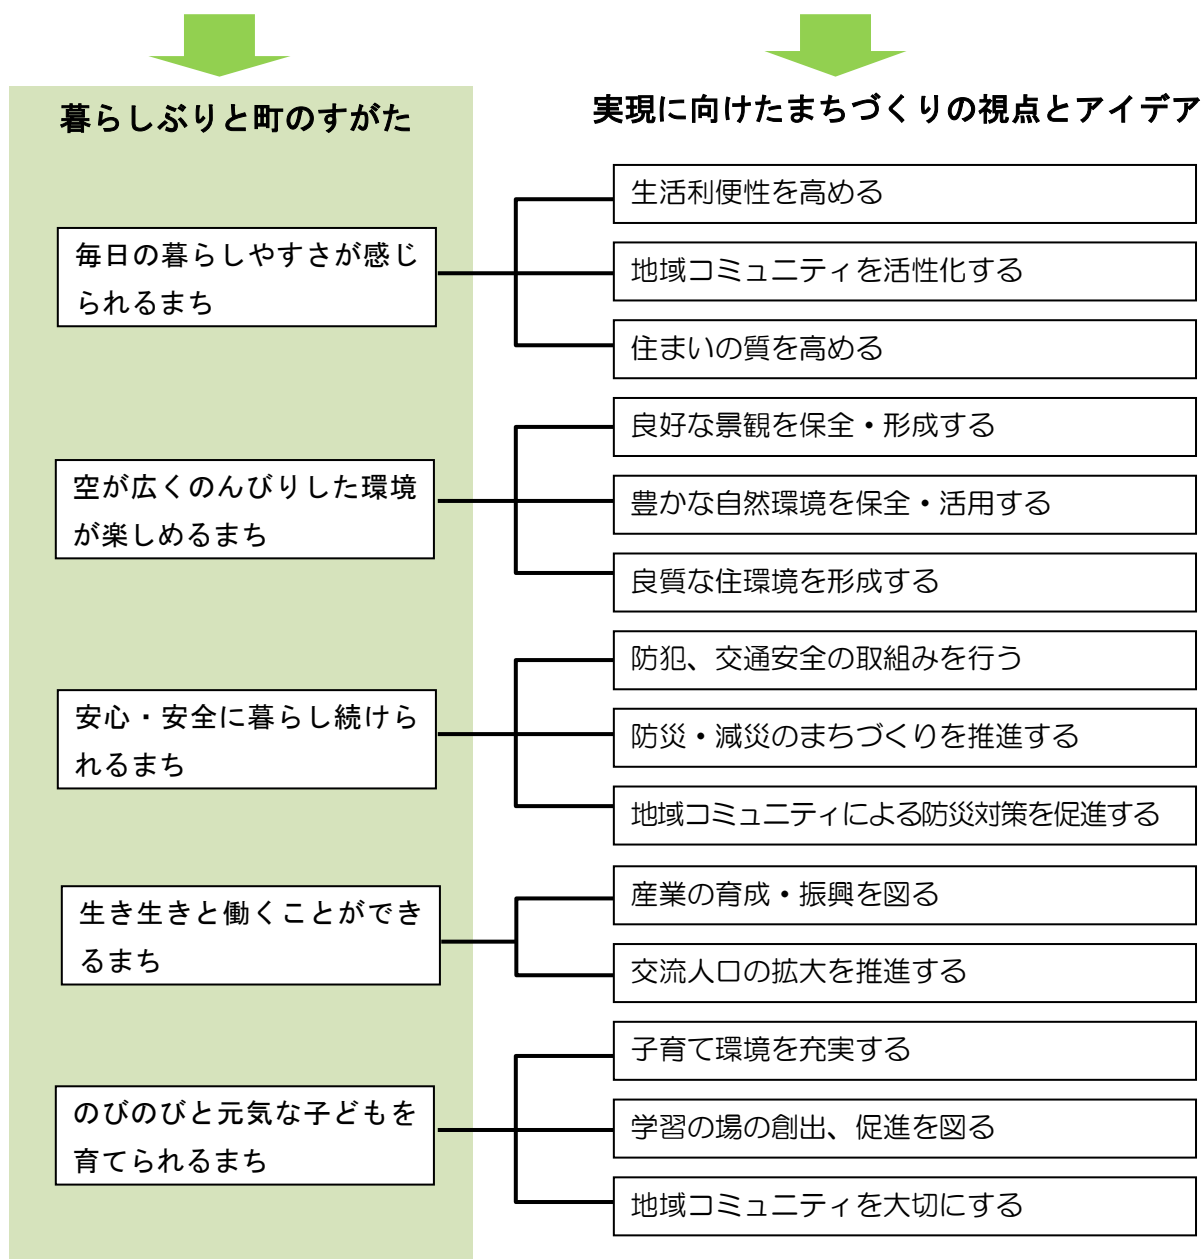 暮らしぶりと町のすがた
実現に向けたまちづくりの視点とアイデア
毎日の暮らしやすさが感じ
られるまち
生活利便性を高める
地域コミュニティを活性化する
住まいの質を高める
空が広くのんびりした環境
が楽しめるまち
良好な景観を保全・形成する
豊かな自然環境を保全・活用する
良質な住環境を形成する
安心・安全に暮らし続けら
れるまち
防犯、交通安全の取組みを行う
防災・減災のまちづくりを推進する
地域コミュニティによる防災対策を促進する
生き生きと働くことができ
るまち
産業の育成・振興を図る
交流人口の拡大を推進する
のびのびと元気な子どもを
育てられるまち
子育て環境を充実する
学習の場の創出、促進を図る
地域コミュニティを大切にする